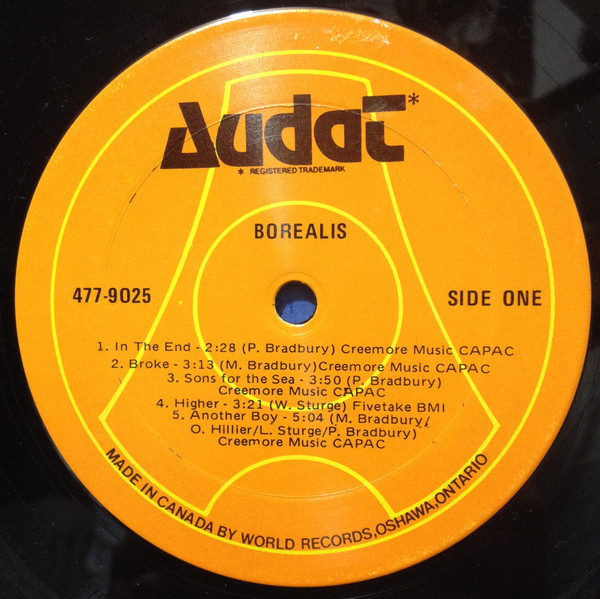 Audat*
* REGISTERED TRADEMARK
BOREALIS
477-9025
SIDE ONE
1. In The End - 2:28 (P. Bradbury) Creemore Music CAPAC
2. Broke - 3:13 (M. Bradbury)Creemore Music CAPAC
3. Sons for the Sea - 3:50 (P. Bradbury)
Creemore Music CAPAC
4. Higher - 3:21 (W. Sturge) Fivetake BMI
5. Another Boy - 5:04 (M. Bradbury/
O. Hillier/L. Sturge/P. Bradbury)
Creemore Music CAPAC
MADE IN CANADA BY WORLD RECORDS,OSHAWA,ONTARIO